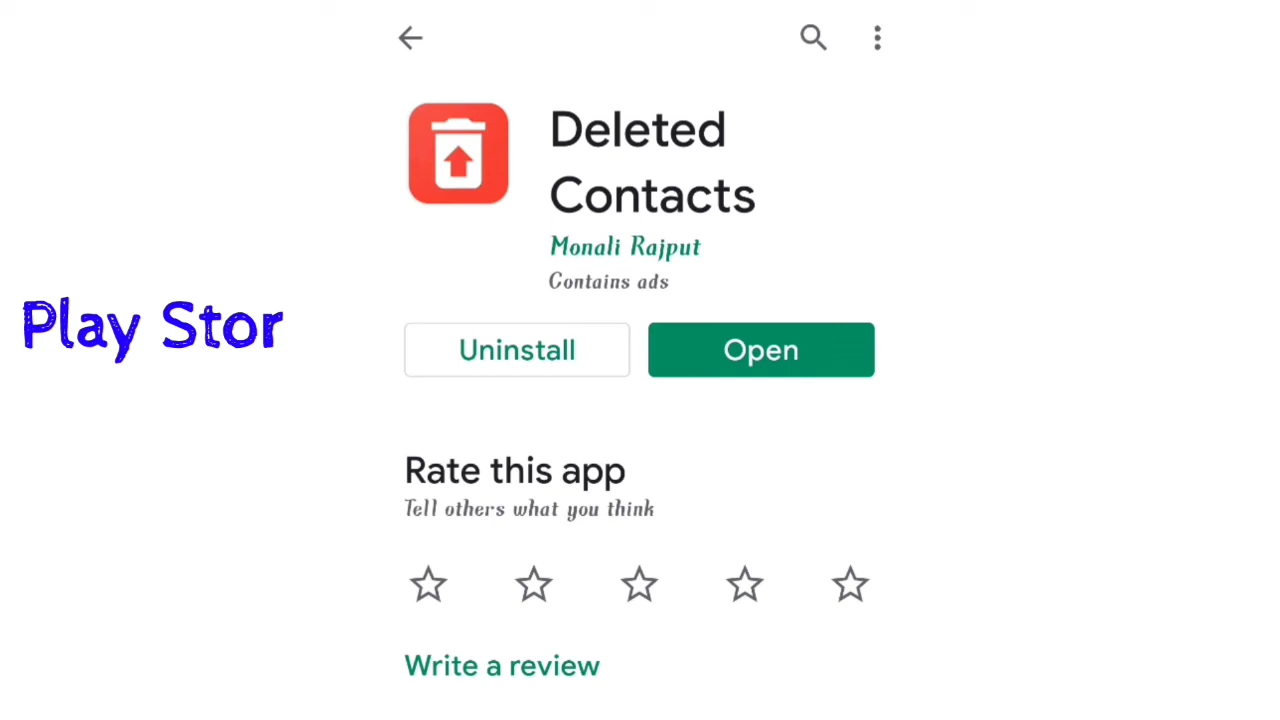 Deleted
Contacts
Monali Rajput
Contains ads
Play Stor
Uninstall
Open
Rate this app
Tell others what you think
Write a review